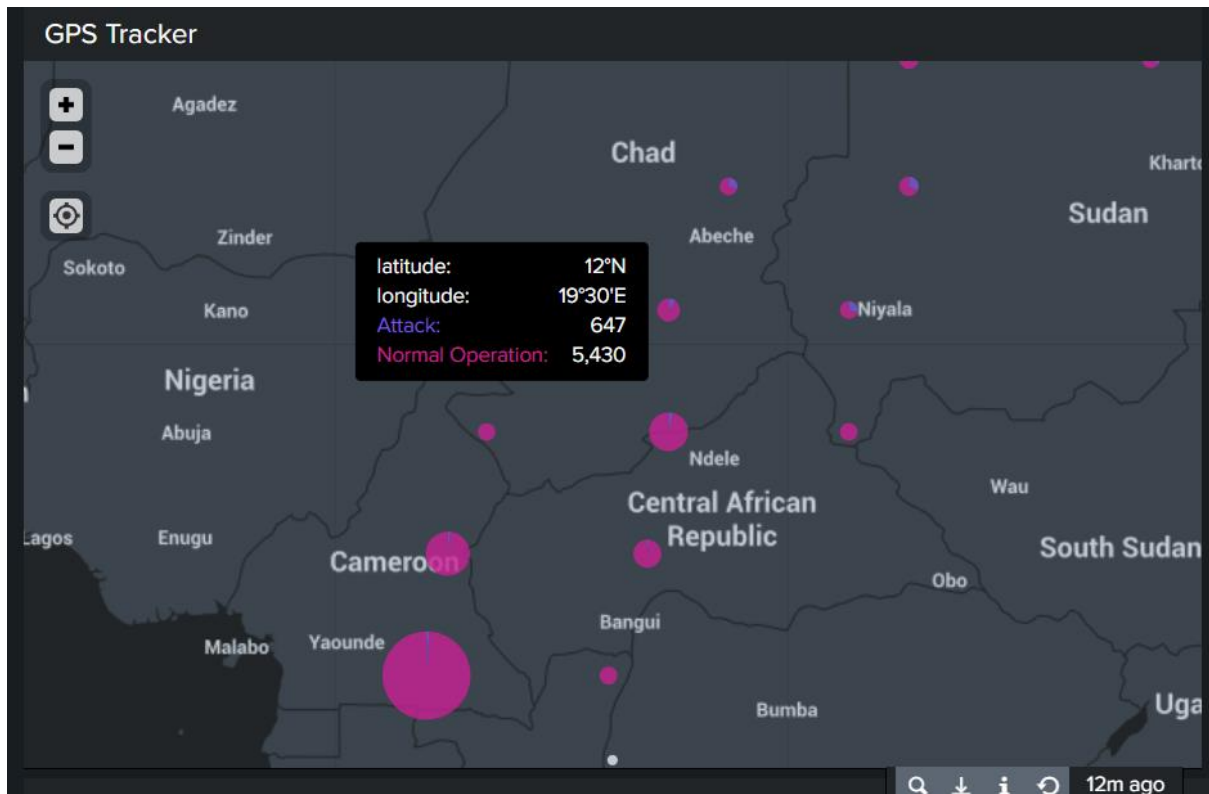 GPS Tracker
Agadez
Chad
Khart
Sudan
Zinder
Abeche
Sokoto
latitude: 12°N
longitude: 19°30'E
Attack: 647
Normal Operation: 5,430
Kano
Niyala
Nigeria
Abuja
Ndele
Wau
Central African
Republic
Lagos
Enugu
Cameroon
South Sudan
Obo
Bangui
Malabo
Yaounde
Bumba
Uga
12m ago